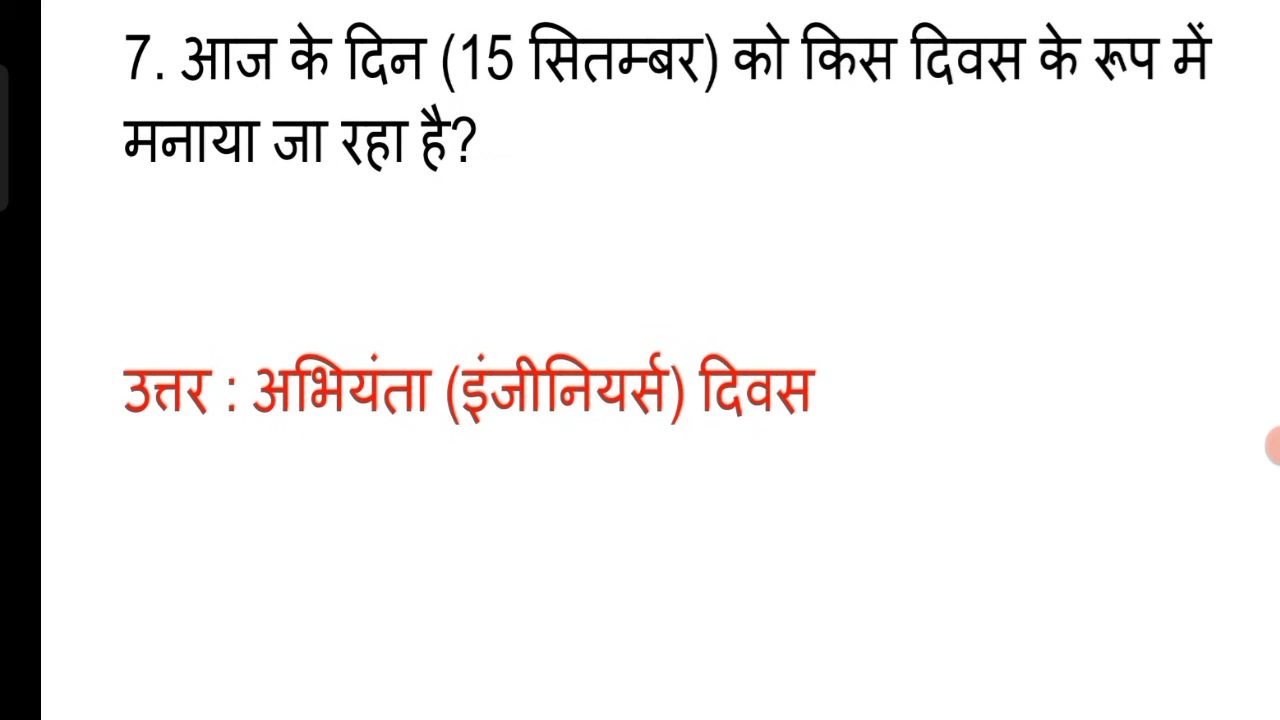 7. आज के दिन (15 सितम्बर) को किस दिवस के रूप में
मनाया जा रहा है?
उत्तर : अभियंता (इंजीनियर्स) दिवस